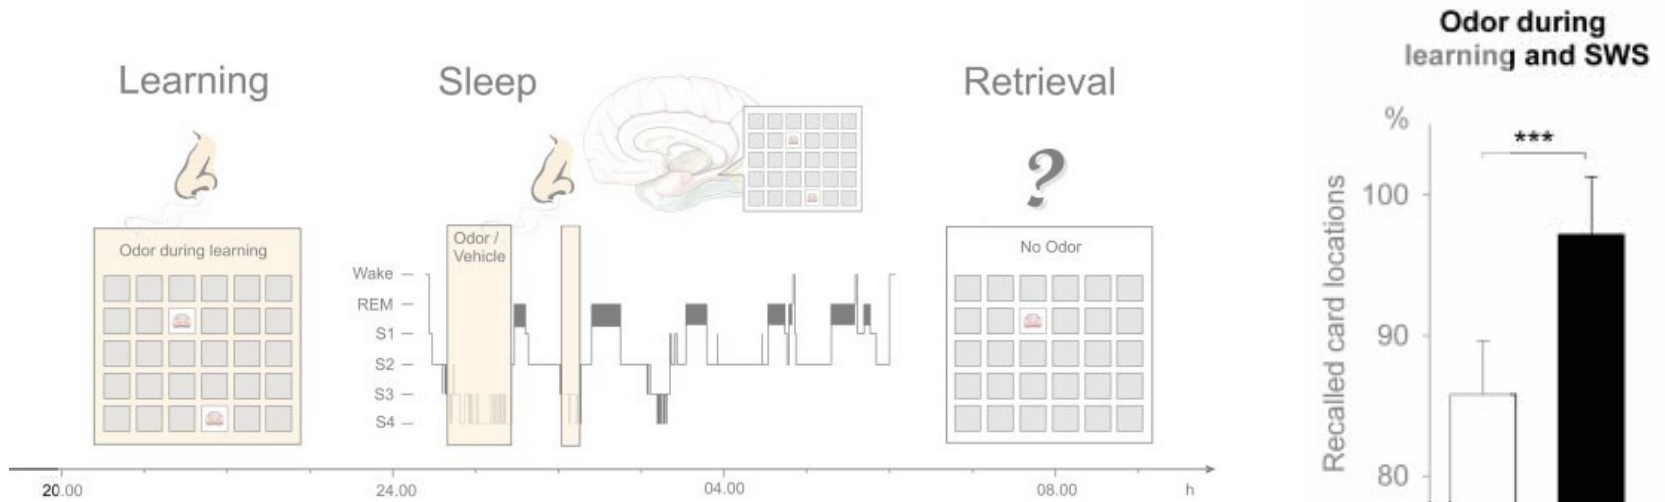 Learning
Sleep
Retrieval
Odor during learning
Odor /
Vehicle
No Odor
?
Wake
REM
S1
S2
S3
S4
20.00
24.00
04.00
08.00
h
Odor during
learning and SWS
%
***
100
90
80
Recalled card locations